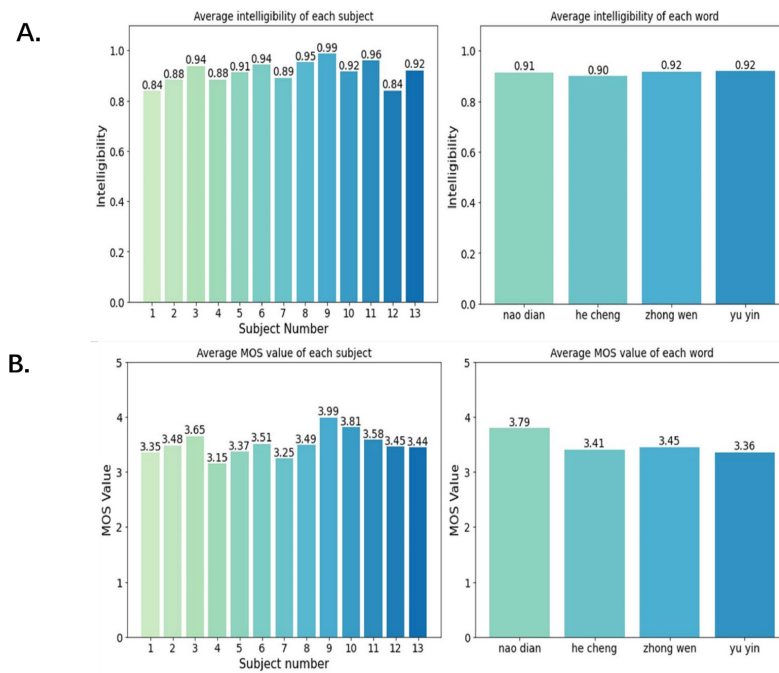 A.
Average intelligibility of each subject
Intelligibility
1.0
0.8
0.6
0.4
0.2
0.0
0.84 0.88 0.94 0.88 0.91 0.94 0.89 0.95 0.99 0.92 0.96 0.84 0.92
1 2 3 4 5 6 7 8 9 10 11 12 13
Subject Number
Average intelligibility of each word
Intelligibility
1.0
0.8
0.6
0.4
0.2
0.0
0.91 0.90 0.92 0.92
nao dian he cheng zhong wen yu yin
B.
Average MOS value of each subject
MOS Value
5
4
3
2
1
0
3.35 3.48 3.65 3.15 3.37 3.51 3.25 3.49 3.99 3.81 3.58 3.45 3.44
1 2 3 4 5 6 7 8 9 10 11 12 13
Subject number
Average MOS value of each word
MOS Value
5
4
3
2
1
0
3.79 3.41 3.45 3.36
nao dian he cheng zhong wen yu yin